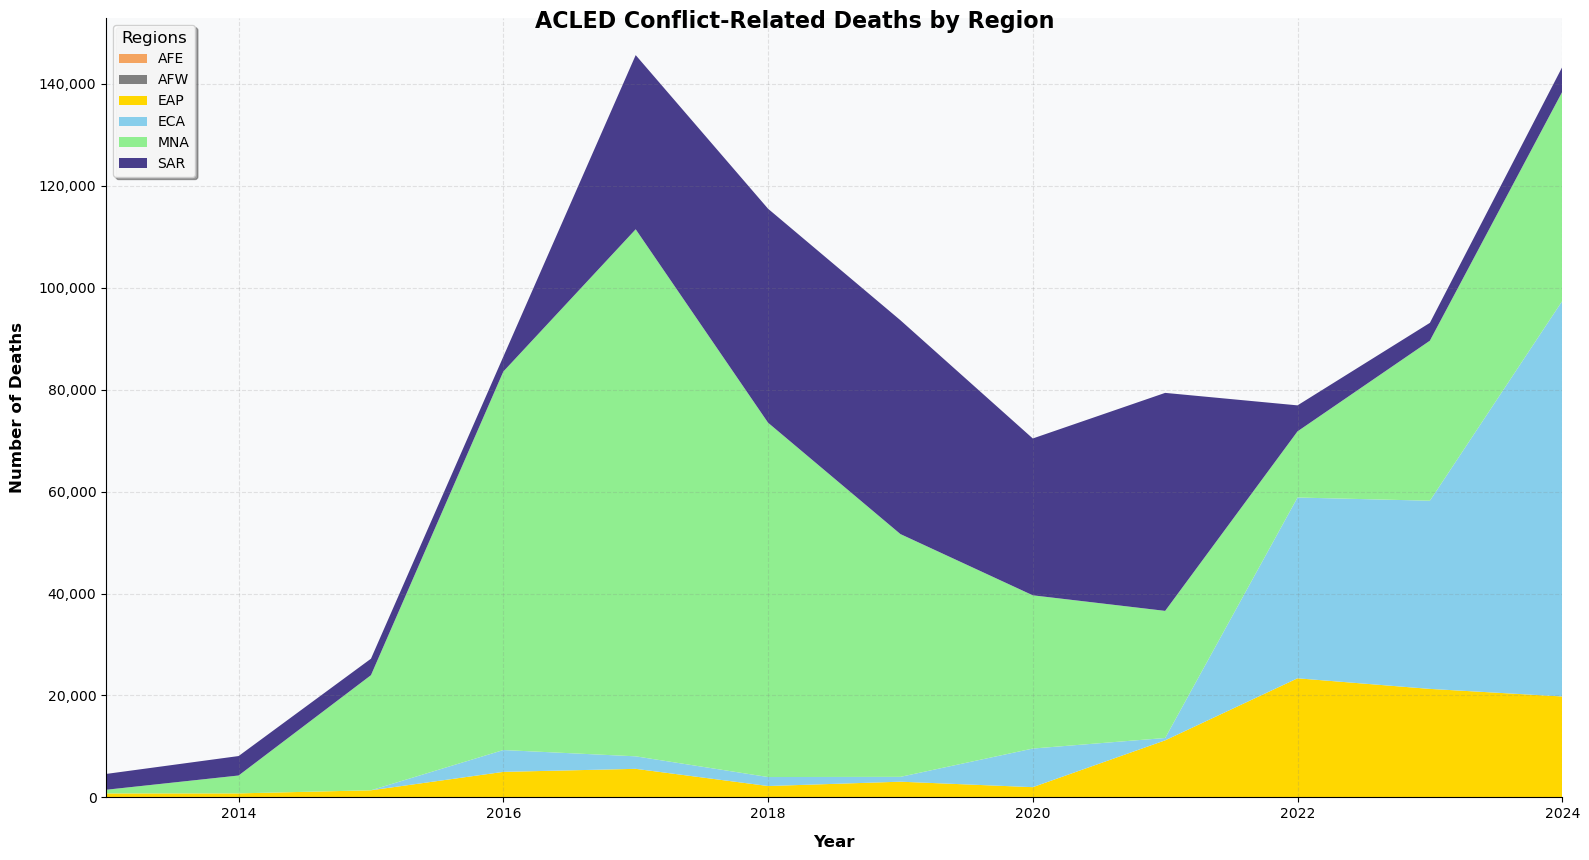 ACLED Conflict-Related Deaths by Region
Regions
AFE
AFW
EAP
ECA
MNA
SAR
140,000
120,000
100,000
80,000
60,000
40,000
20,000
0
Number of Deaths
2014
2016
2018
2020
2022
2024
Year